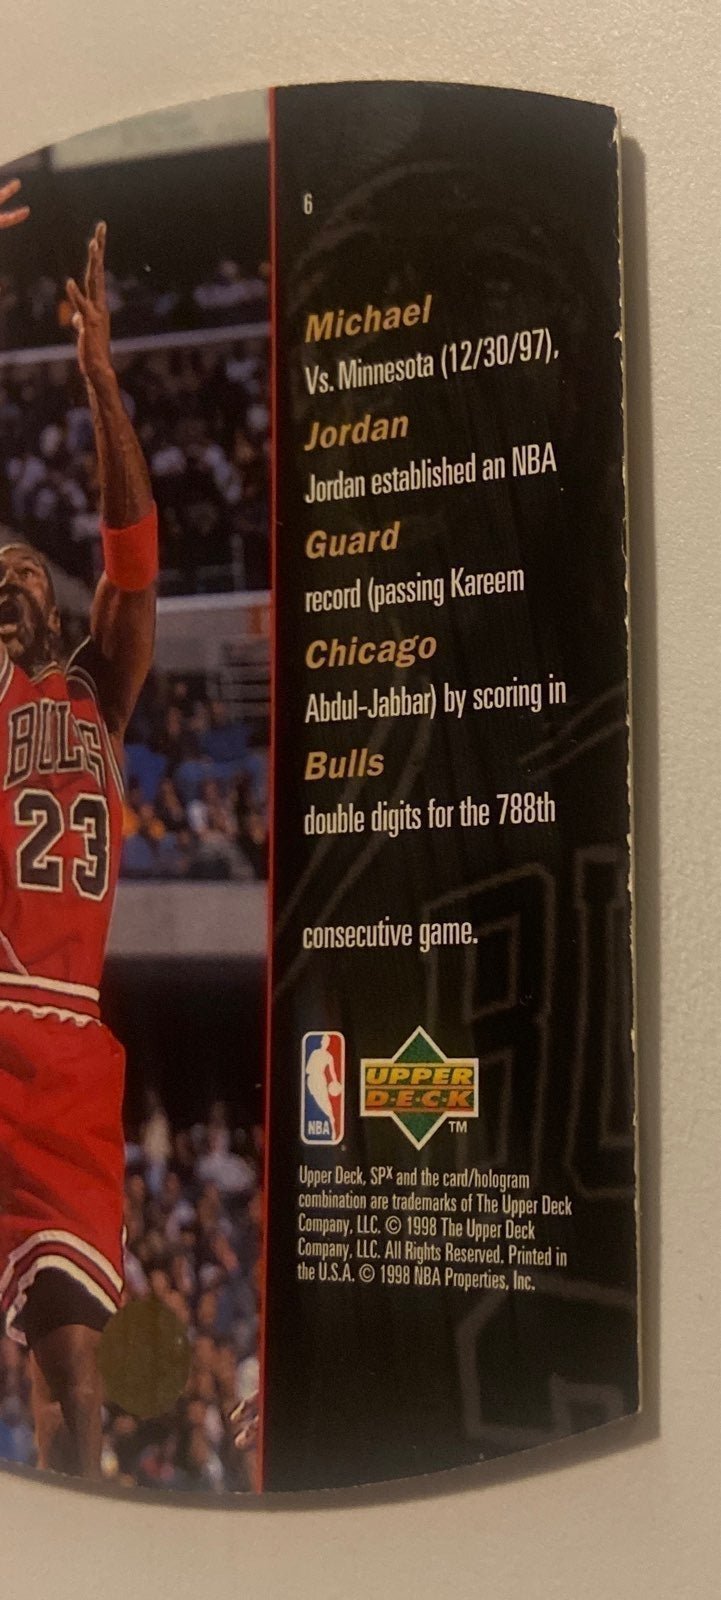 6
Michael
Vs. Minnesota (12/30/97),
Jordan
Jordan established an NBA
Guard
record (passing Kareem
Chicago
Abdul-Jabbar) by scoring in
Bulls
double digits for the 788th
consecutive game.
BULLS
23
NBA
UPPER
D·E·C·K
TM
Upper Deck, SPx and the card/hologram
combination are trademarks of The Upper Deck
Company, LLC. © 1998 The Upper Deck
Company, LLC. All Rights Reserved. Printed in
the U.S.A. © 1998 NBA Properties, Inc.